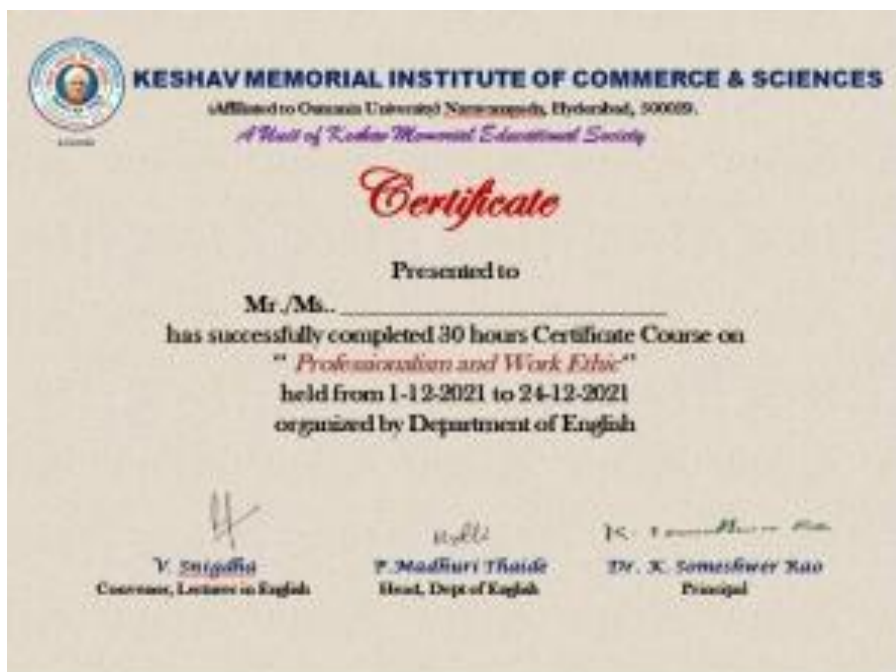 KESHAV MEMORIAL INSTITUTE OF COMMERCE & SCIENCES
(Affiliated to Osmania University) Narayanguda, Hyderabad, 500029.
A Unit of Keshav Memorial Educational Society
Certificate
Presented to
Mr./Ms.. ______________________________
has successfully completed 30 hours Certificate Course on
“ Professionalism and Work Ethic“
held from 1-12-2021 to 24-12-2021
organized by Department of English
V. Snigdha
P. Madhuri Thaide
Dr. K. Someshwer Rao
Convenor, Lecturer in English
Head, Dept of English
Principal